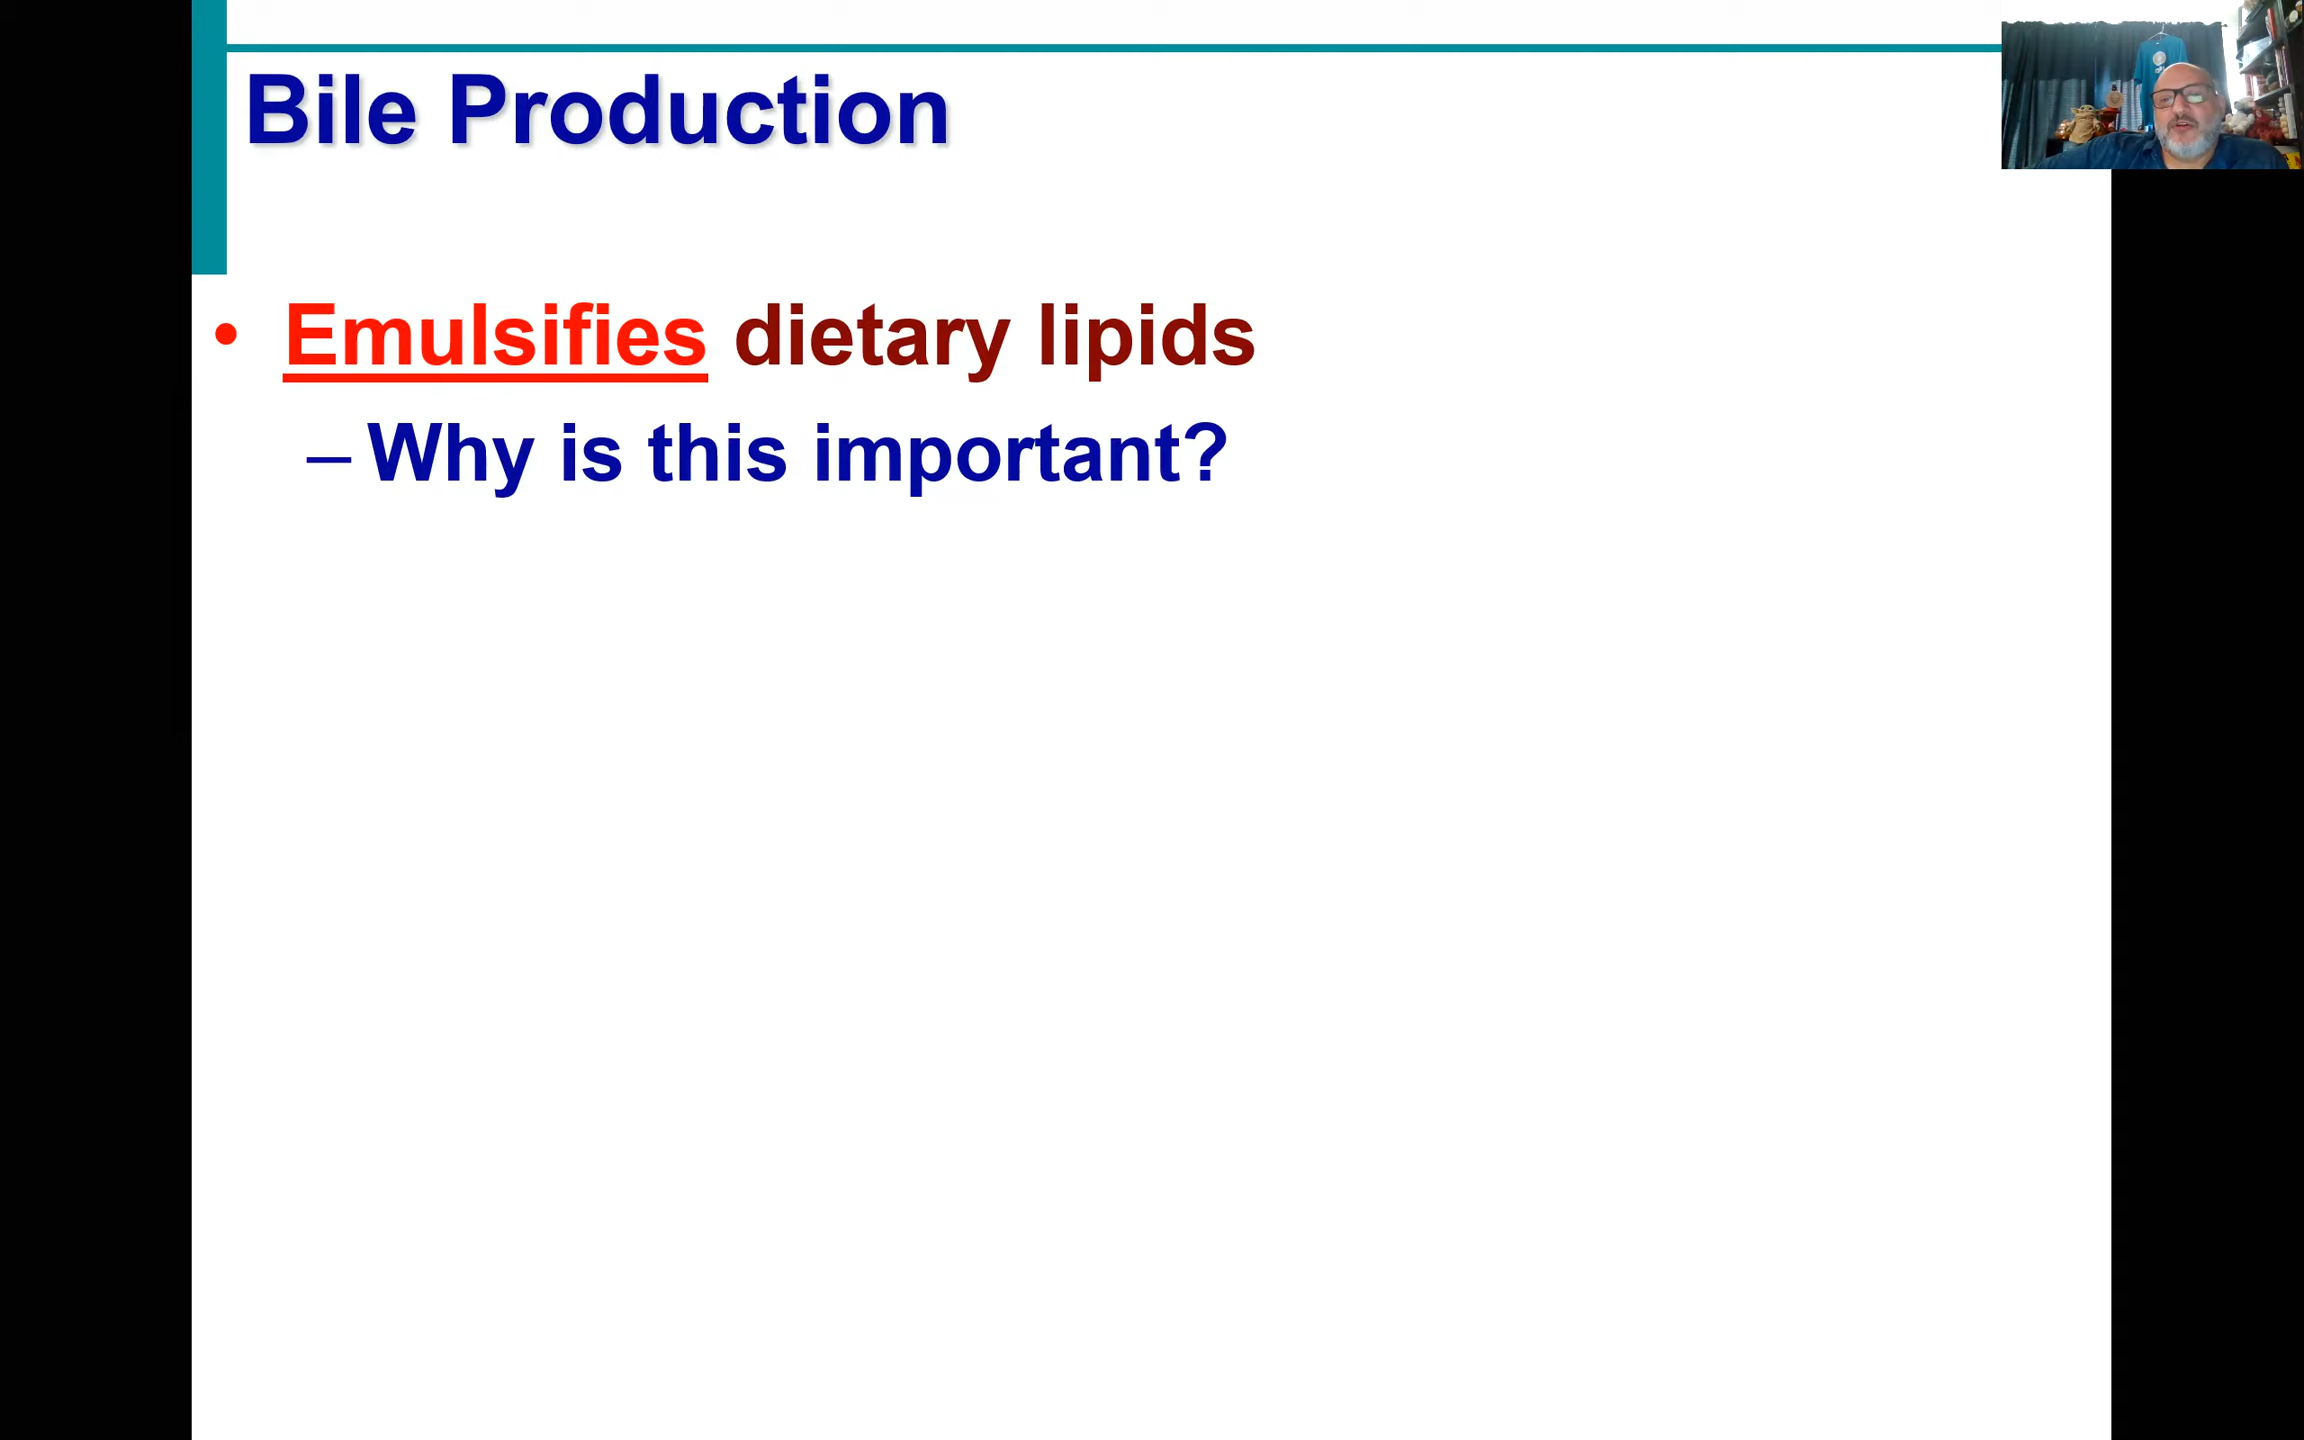 Bile Production
• Emulsifies dietary lipids
– Why is this important?